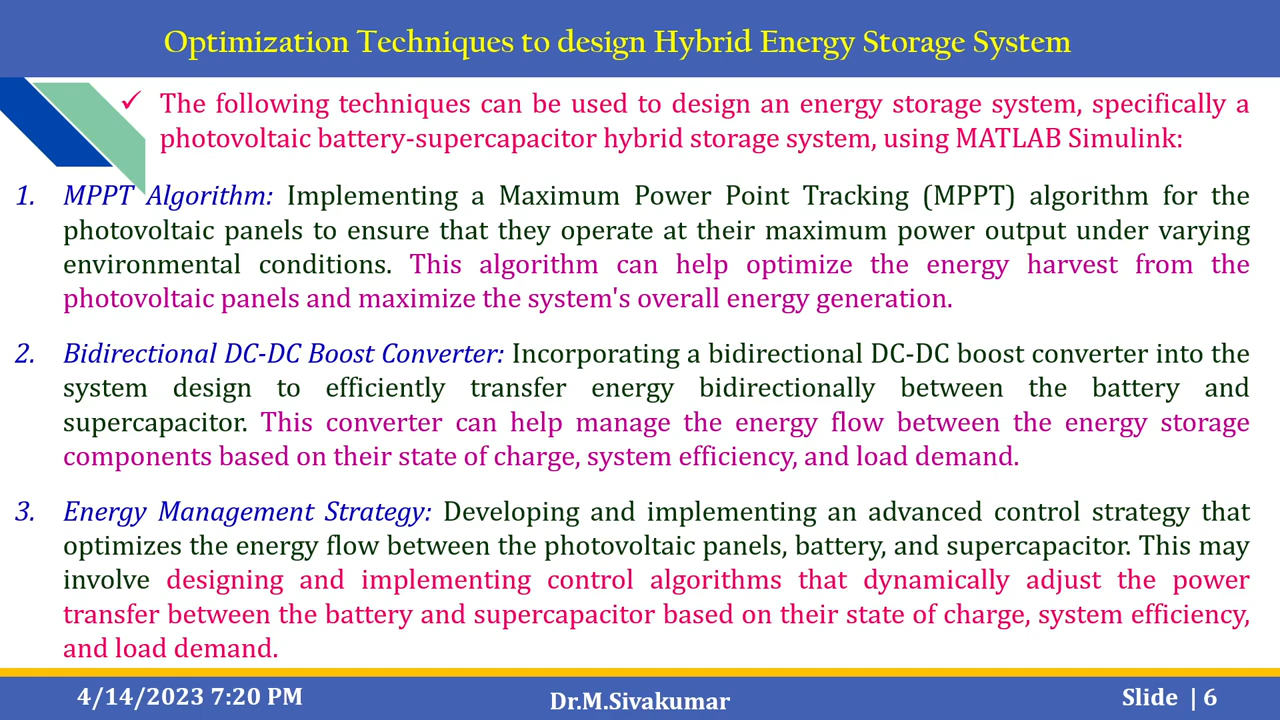 Optimization Techniques to design Hybrid Energy Storage System
✓ The following techniques can be used to design an energy storage system, specifically a
photovoltaic battery-supercapacitor hybrid storage system, using MATLAB Simulink:
1. MPPT Algorithm: Implementing a Maximum Power Point Tracking (MPPT) algorithm for the
photovoltaic panels to ensure that they operate at their maximum power output under varying
environmental conditions. This algorithm can help optimize the energy harvest from the
photovoltaic panels and maximize the system's overall energy generation.
2. Bidirectional DC-DC Boost Converter: Incorporating a bidirectional DC-DC boost converter into the
system design to efficiently transfer energy bidirectionally between the battery and
supercapacitor. This converter can help manage the energy flow between the energy storage
components based on their state of charge, system efficiency, and load demand.
3. Energy Management Strategy: Developing and implementing an advanced control strategy that
optimizes the energy flow between the photovoltaic panels, battery, and supercapacitor. This may
involve designing and implementing control algorithms that dynamically adjust the power
transfer between the battery and supercapacitor based on their state of charge, system efficiency,
and load demand.
4/14/2023 7:20 PM
Dr.M.Sivakumar
Slide | 6